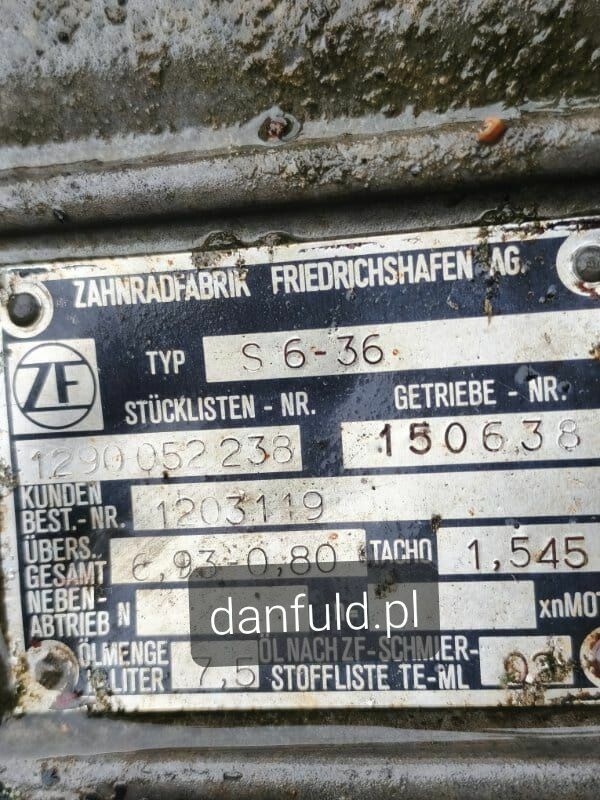 ZAHNRADFABRIK FRIEDRICHSHAFEN AG.
ZF
TYP S 6-36
STÜCKLISTEN - NR. GETRIEBE - NR.
1290 052 238 150638
KUNDEN
BEST.-NR. 1203119
ÜBERS.
GESAMT 6,93-0,80 TACHO 1,545
NEBEN-
ABTRIEB N xnMOT
danfuld.pl
ÖLMENGE 7,5 ÖL NACH ZF-SCHMIER-
LITER STOFFLISTE TE-ML